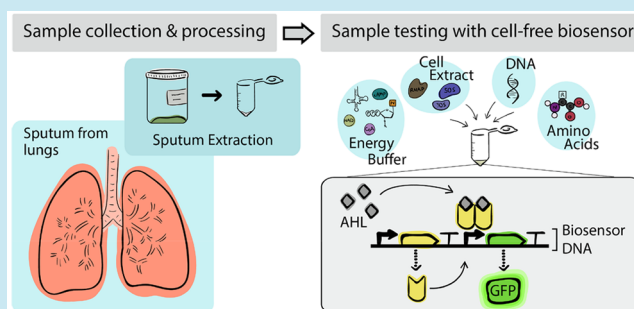 Sample collection & processing
Sample testing with cell-free biosensor
Sputum Extraction
Sputum from
lungs
Cell
Extract
DNA
Energy
Buffer
Amino
Acids
AHL
Biosensor
DNA
GFP